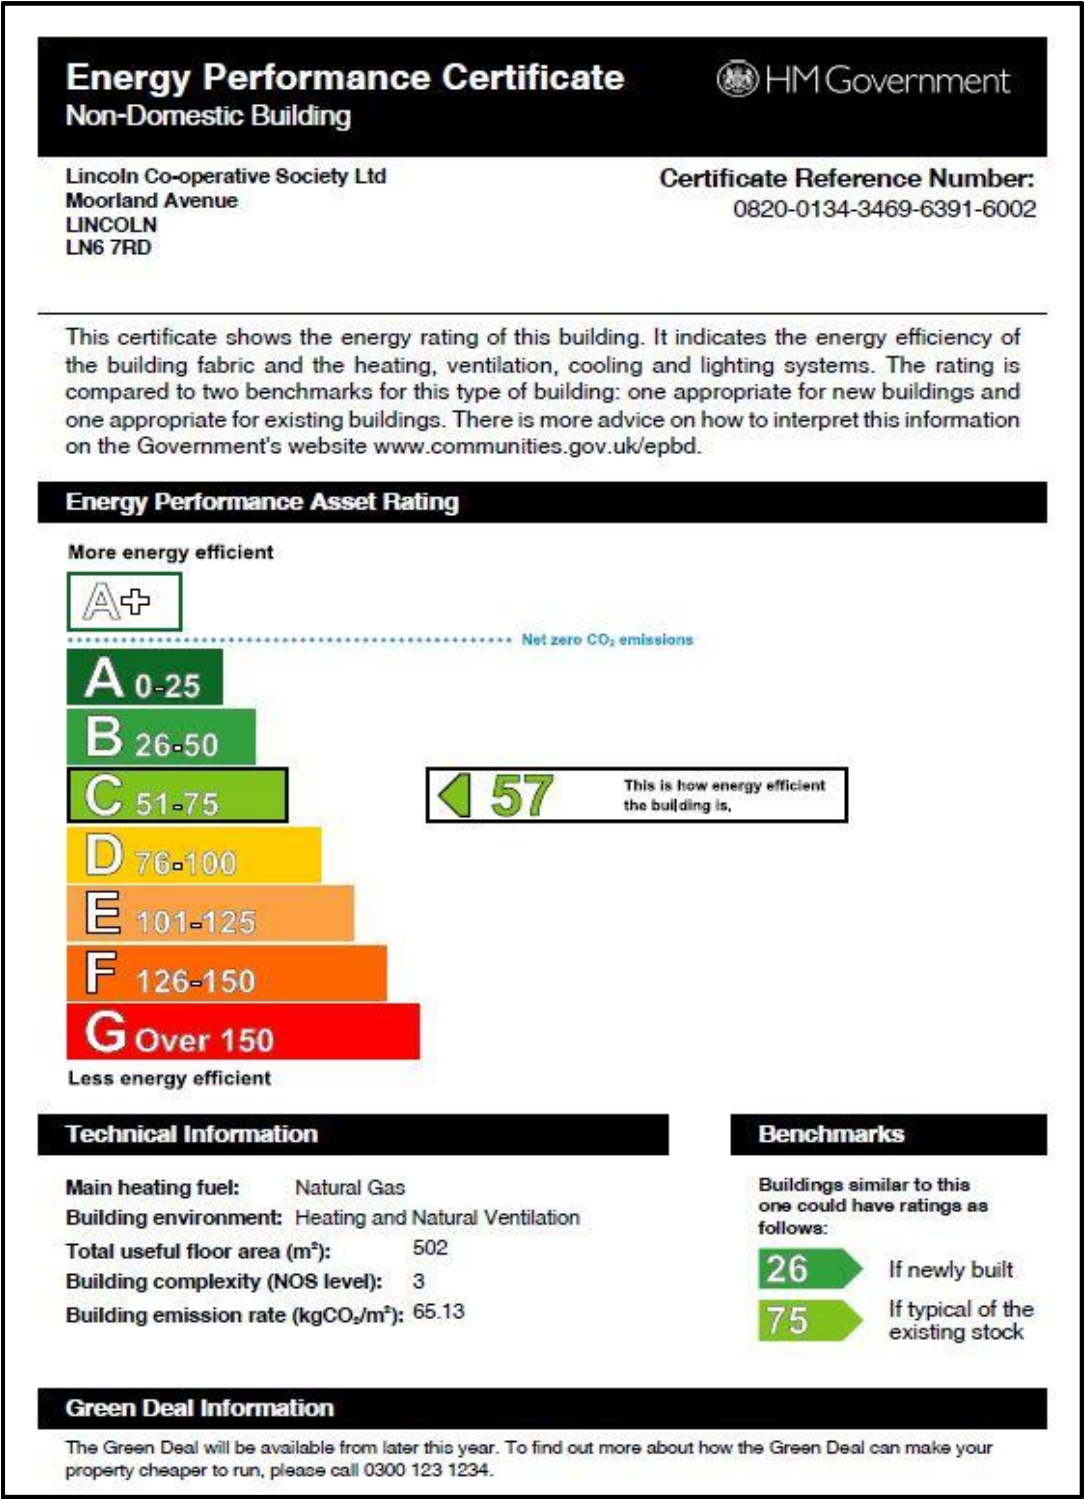 Energy Performance Certificate
HM Government
Non-Domestic Building
Lincoln Co-operative Society Ltd
Moorland Avenue
LINCOLN
LN6 7RD
Certificate Reference Number:
0820-0134-3469-6391-6002
This certificate shows the energy rating of this building. It indicates the energy efficiency of
the building fabric and the heating, ventilation, cooling and lighting systems. The rating is
compared to two benchmarks for this type of building: one appropriate for new buildings and
one appropriate for existing buildings. There is more advice on how to interpret this information
on the Government's website www.communities.gov.uk/epbd.
Energy Performance Asset Rating
More energy efficient
A+
Net zero CO₂ emissions
A 0-25
B 26-50
C 51-75
57
This is how energy efficient
the building is.
D 76-100
E 101-125
F 126-150
G Over 150
Less energy efficient
Technical Information
Main heating fuel: Natural Gas
Building environment: Heating and Natural Ventilation
Total useful floor area (m²): 502
Building complexity (NOS level): 3
Building emission rate (kgCO₂/m²): 65.13
Benchmarks
Buildings similar to this
one could have ratings as
follows:
26 If newly built
75 If typical of the
existing stock
Green Deal Information
The Green Deal will be available from later this year. To find out more about how the Green Deal can make your
property cheaper to run, please call 0300 123 1234.